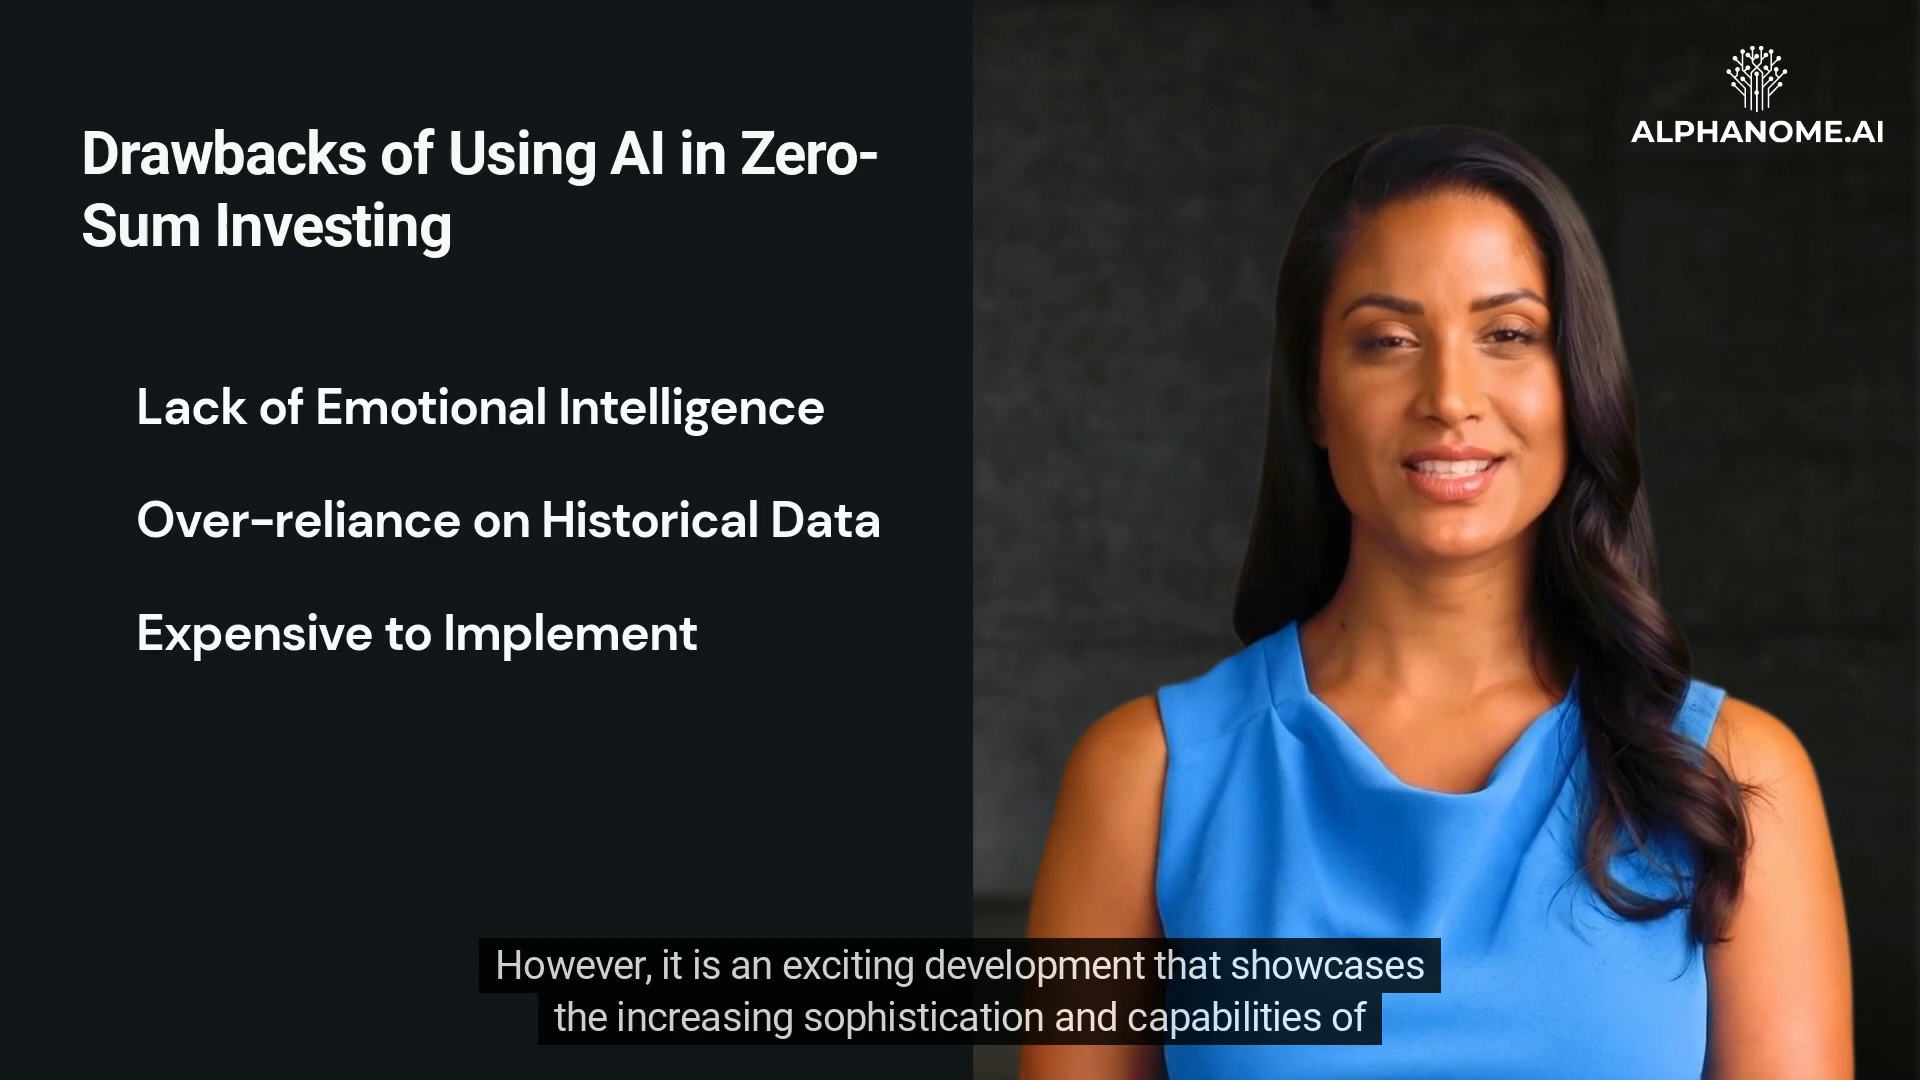 ALPHANOME.AI
Drawbacks of Using AI in Zero-
Sum Investing
Lack of Emotional Intelligence
Over-reliance on Historical Data
Expensive to Implement
However, it is an exciting development that showcases
the increasing sophistication and capabilities of